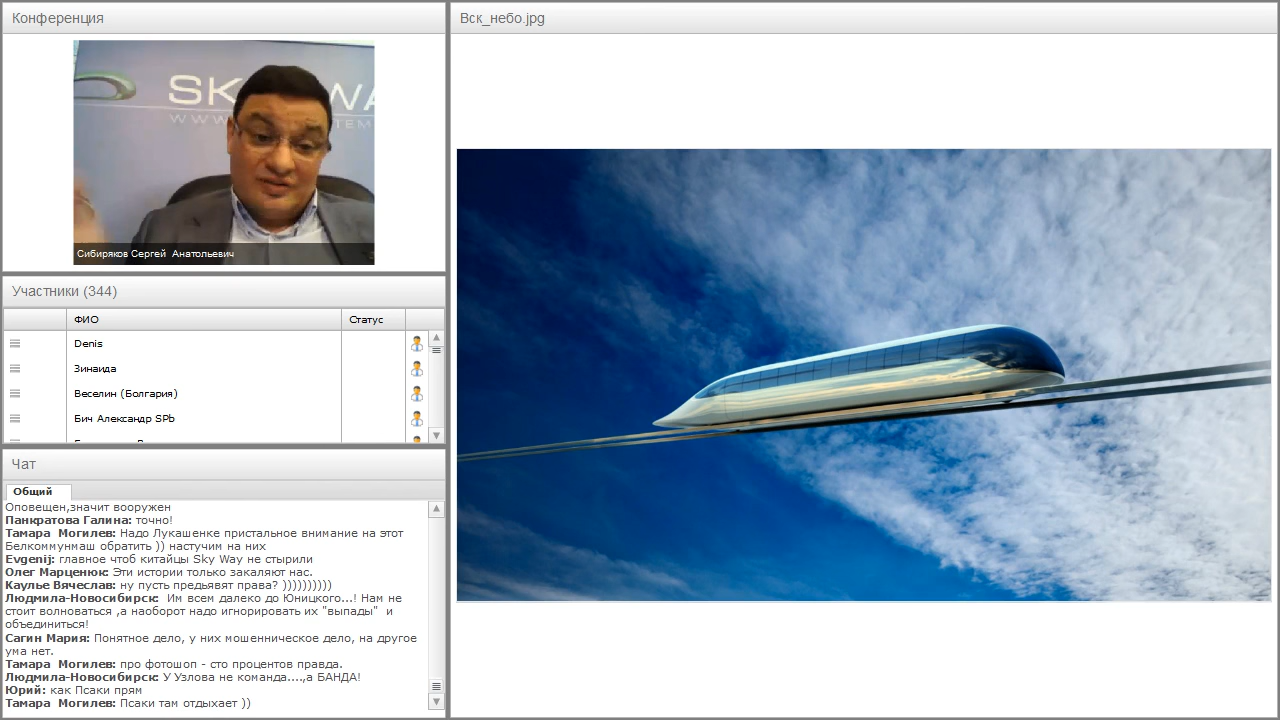 Конференция
SK WA
WWW TEM
Сибиряков Сергей Анатольевич
Участники (344)
ФИО Статус
Denis
Зинаида
Веселин (Болгария)
Бич Александр SPb
Чат
Общий
Оповещен,значит вооружен
Панкратова Галина: точно!
Тамара Могилев: Надо Лукашенке пристальное внимание на этот
Белкоммунмаш обратить )) настучим на них
Evgenij: главное чтоб китайцы Sky Way не стырили
Олег Марценюк: Эти истории только закаляют нас.
Каулье Вячеслав: ну пусть предьявят права? ))))))))))
Людмила-Новосибирск: Им всем далеко до Юницкого...! Нам не
стоит волноваться ,а наоборот надо игнорировать их "выпады" и
объединиться!
Сагин Мария: Понятное дело, у них мошенническое дело, на другое
ума нет.
Тамара Могилев: про фотошоп - сто процентов правда.
Людмила-Новосибирск: У Узлова не команда....,а БАНДА!
Юрий: как Псаки прям
Тамара Могилев: Псаки там отдыхает ))
Вск_небо.jpg